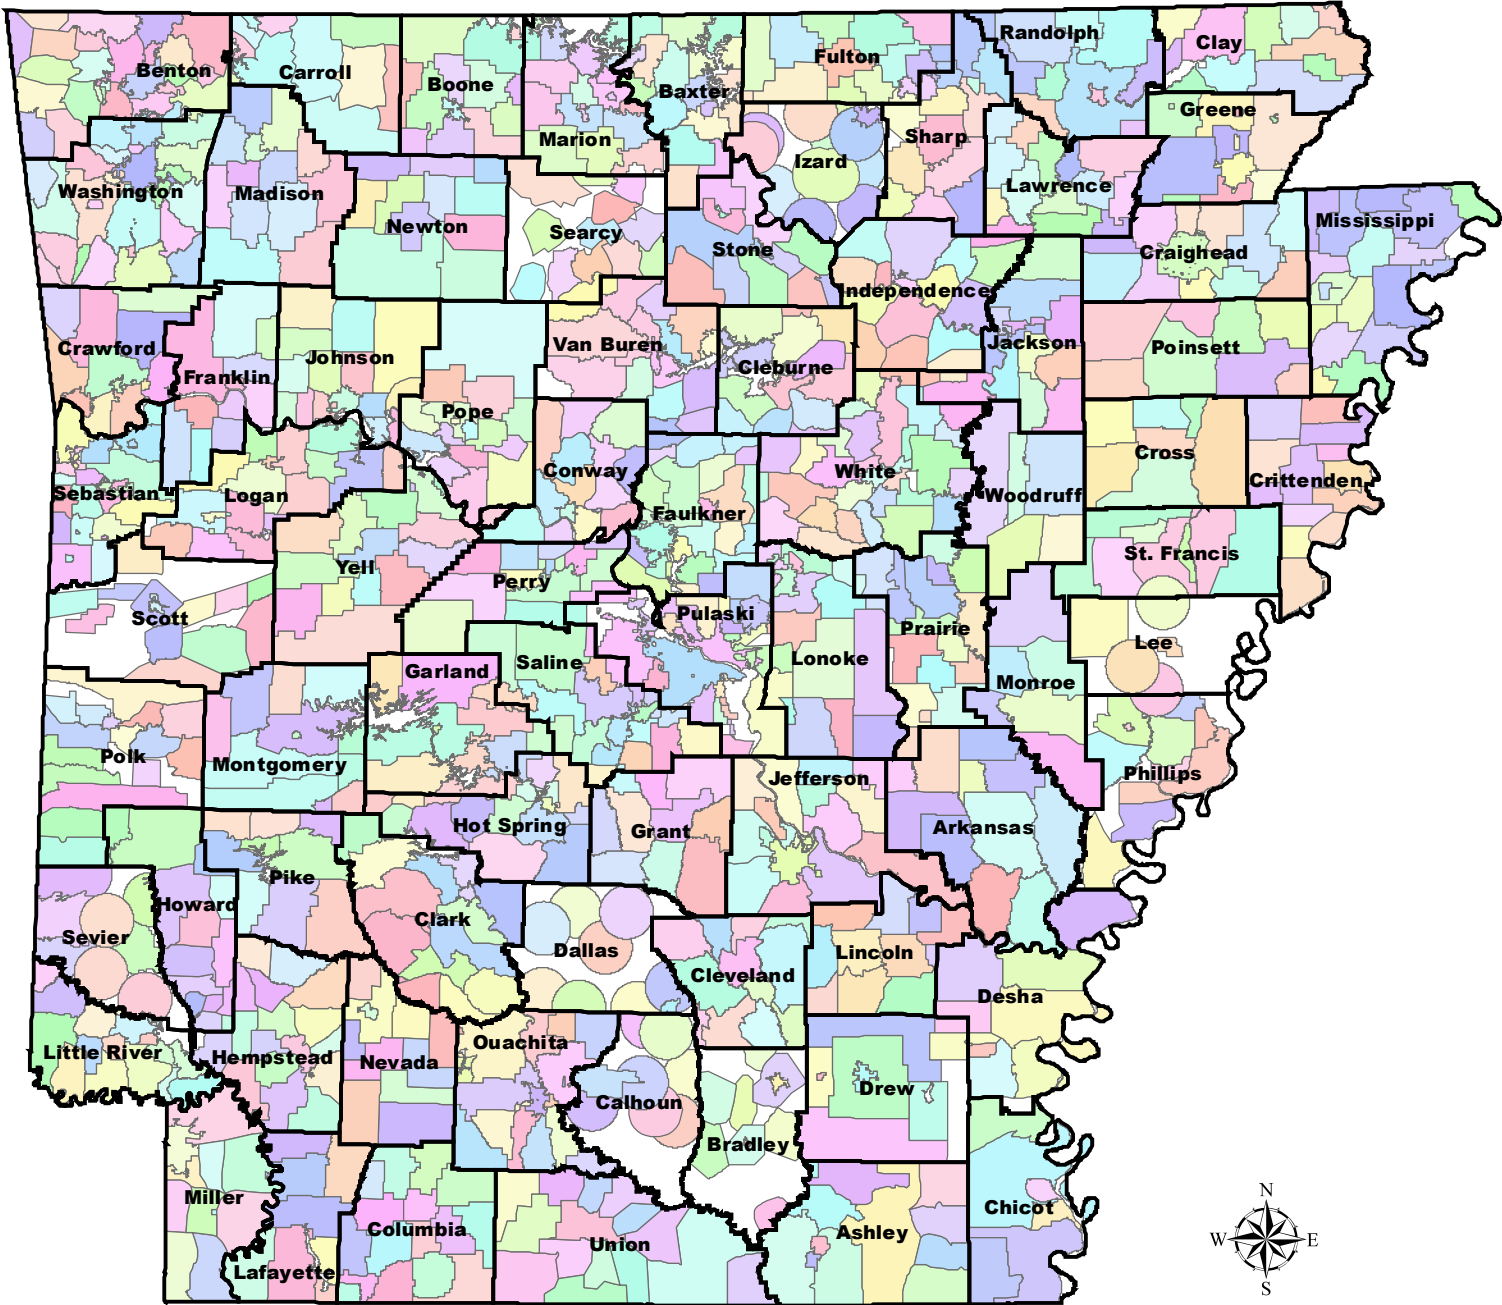 Benton
Carroll
Boone
Marion
Baxter
Fulton
Randolph
Clay
Greene
Sharp
Izard
Lawrence
Washington
Madison
Newton
Searcy
Stone
Mississippi
Craighead
Independence
Crawford
Franklin
Johnson
Van Buren
Cleburne
Jackson
Poinsett
Pope
Conway
White
Cross
Crittenden
Sebastian
Logan
Woodruff
Faulkner
St. Francis
Yell
Perry
Scott
Pulaski
Prairie
Lee
Garland
Saline
Lonoke
Monroe
Polk
Montgomery
Jefferson
Phillips
Hot Spring
Grant
Arkansas
Pike
Howard
Clark
Sevier
Dallas
Cleveland
Lincoln
Desha
Little River
Hempstead
Nevada
Ouachita
Calhoun
Drew
Bradley
Miller
Columbia
Union
Ashley
Chicot
Lafayette
N
W E
S